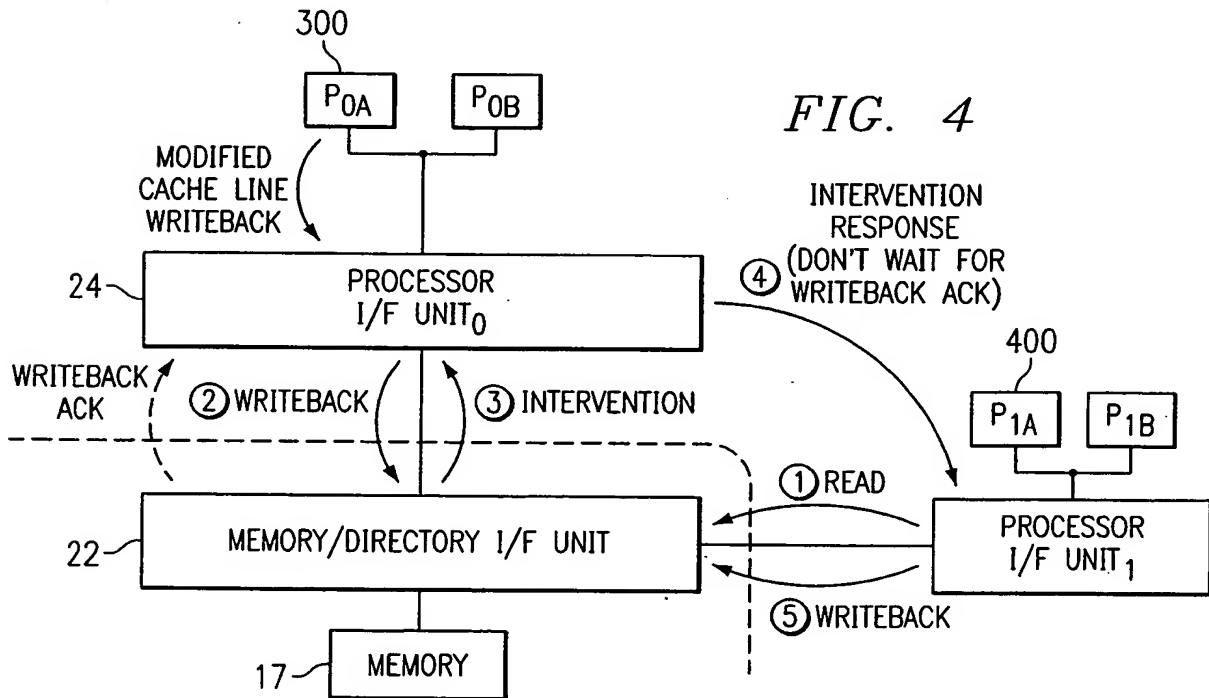 300
P0A
P0B
FIG. 4
MODIFIED
CACHE LINE
WRITEBACK
INTERVENTION
RESPONSE
④ (DON'T WAIT FOR
WRITEBACK ACK)
24
PROCESSOR
I/F UNIT0
400
P1A
P1B
WRITEBACK
ACK
② WRITEBACK
③ INTERVENTION
① READ
22
MEMORY/DIRECTORY I/F UNIT
PROCESSOR
I/F UNIT1
⑤ WRITEBACK
17
MEMORY